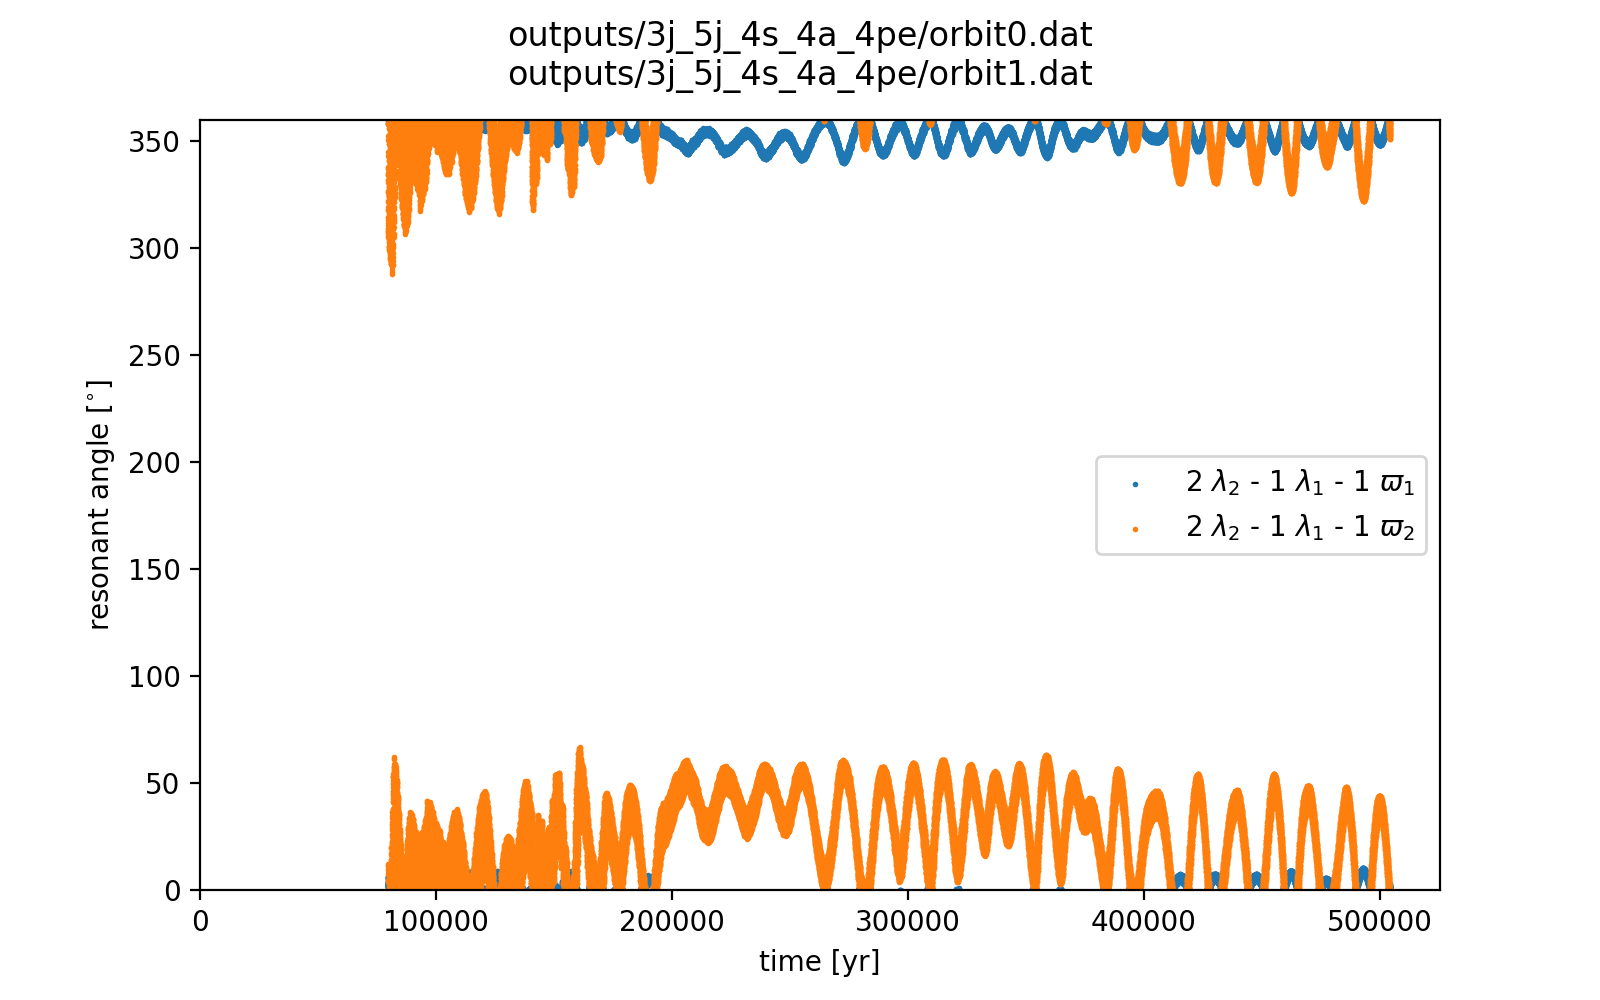 outputs/3j_5j_4s_4a_4pe/orbit0.dat
outputs/3j_5j_4s_4a_4pe/orbit1.dat
350
300
250
200
150
100
50
0
resonant angle [°]
2 λ₂ - 1 λ₁ - 1 ϖ₁
2 λ₂ - 1 λ₁ - 1 ϖ₂
0 100000 200000 300000 400000 500000
time [yr]